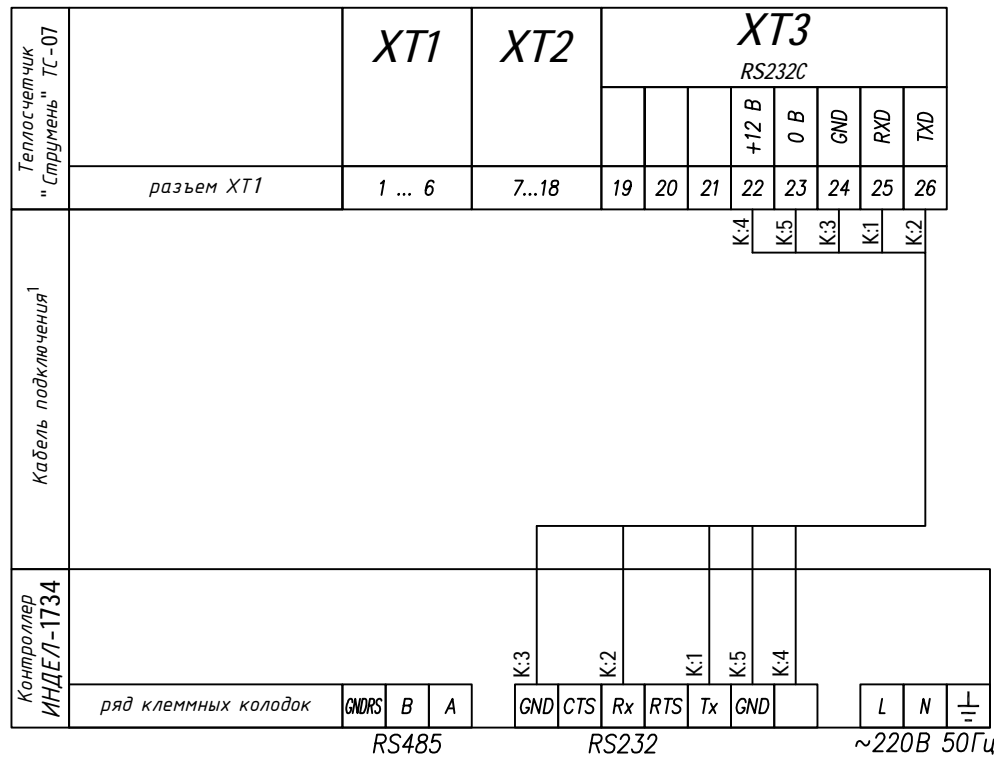 Теплосчетчик
"Струмень" ТС-07
XT1
XT2
XT3
RS232C
+12 В
0 В
GND
RXD
TXD
разъем XT1
1 ... 6
7...18
19
20
21
22
23
24
25
26
Кабель подключения¹
К:4
К:5
К:3
К:1
К:2
Контроллер
ИНДЕЛ-1734
К:3
К:2
К:1
К:5
К:4
ряд клеммных колодок
GNDRS
B
A
GND
CTS
Rx
RTS
Tx
GND
L
N
RS485
RS232
~220В 50Гц